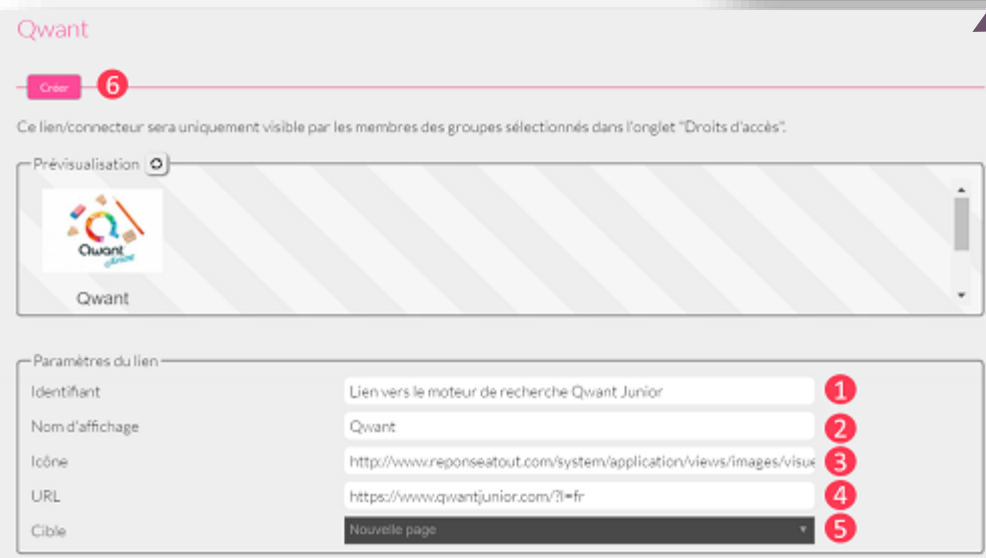 Qwant
Créer 6
Ce lien/connecteur sera uniquement visible par les membres des groupes sélectionnés dans l'onglet "Droits d'accès".
Prévisualisation
Qwant
Junior
Qwant
Paramètres du lien
Identifiant Lien vers le moteur de recherche Qwant Junior 1
Nom d'affichage Qwant 2
Icône http://www.reponseatout.com/system/application/views/images/visue 3
URL https://www.qwantjunior.com/?l=fr 4
Cible Nouvelle page 5